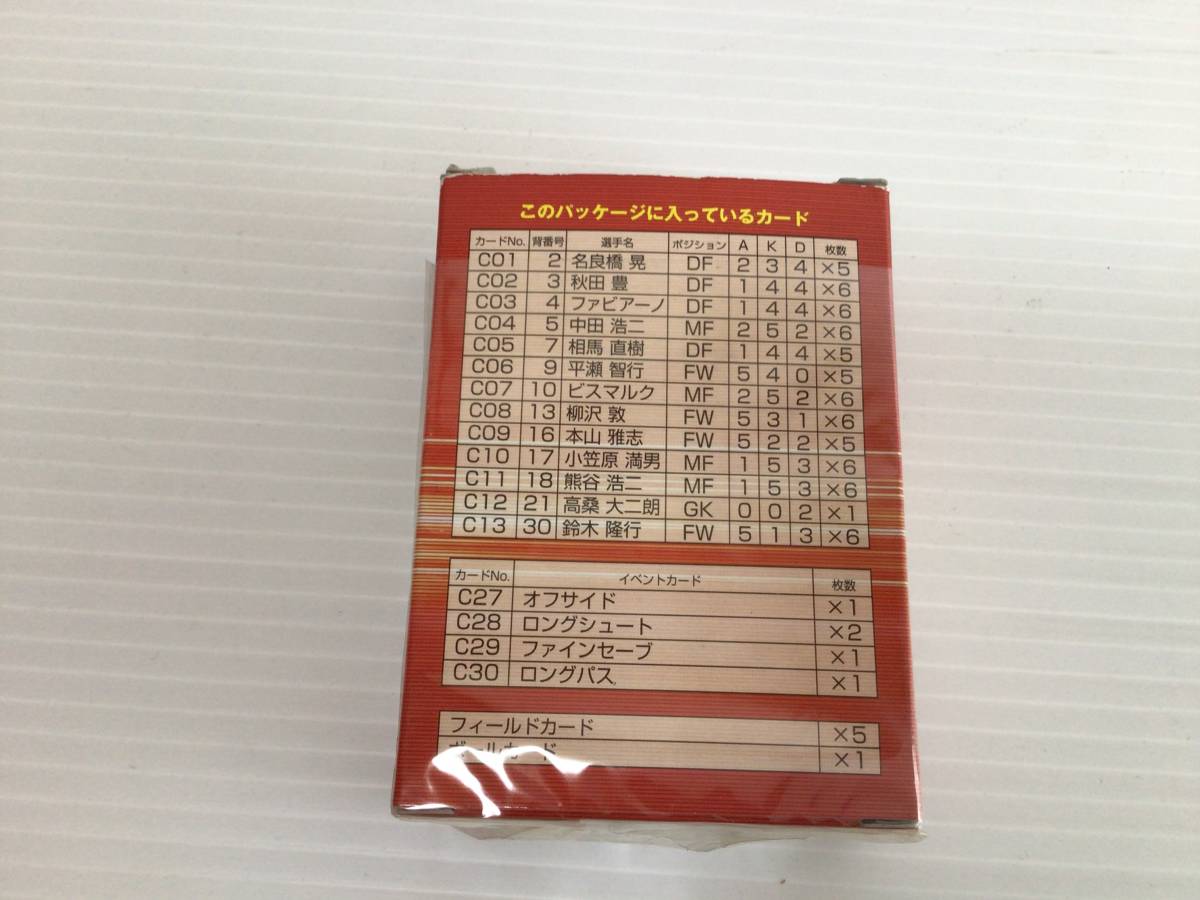 このパッケージに入っているカード
カードNo. 背番号 選手名 ポジション A K D 枚数
C01 2 名良橋 晃 DF 2 3 4 ×5
C02 3 秋田 豊 DF 1 4 4 ×6
C03 4 ファビアーノ DF 1 4 4 ×6
C04 5 中田 浩二 MF 2 5 2 ×6
C05 7 相馬 直樹 DF 1 4 4 ×5
C06 9 平瀬 智行 FW 5 4 0 ×5
C07 10 ビスマルク MF 2 5 2 ×6
C08 13 柳沢 敦 FW 5 3 1 ×6
C09 16 本山 雅志 FW 5 2 2 ×5
C10 17 小笠原 満男 MF 1 5 3 ×6
C11 18 熊谷 浩二 MF 1 5 3 ×6
C12 21 高桑 大二朗 GK 0 0 2 ×1
C13 30 鈴木 隆行 FW 5 1 3 ×6
カードNo. イベントカード 枚数
C27 オフサイド ×1
C28 ロングシュート ×2
C29 ファインセーブ ×1
C30 ロングパス ×1
フィールドカード ×5
ボールカード ×1